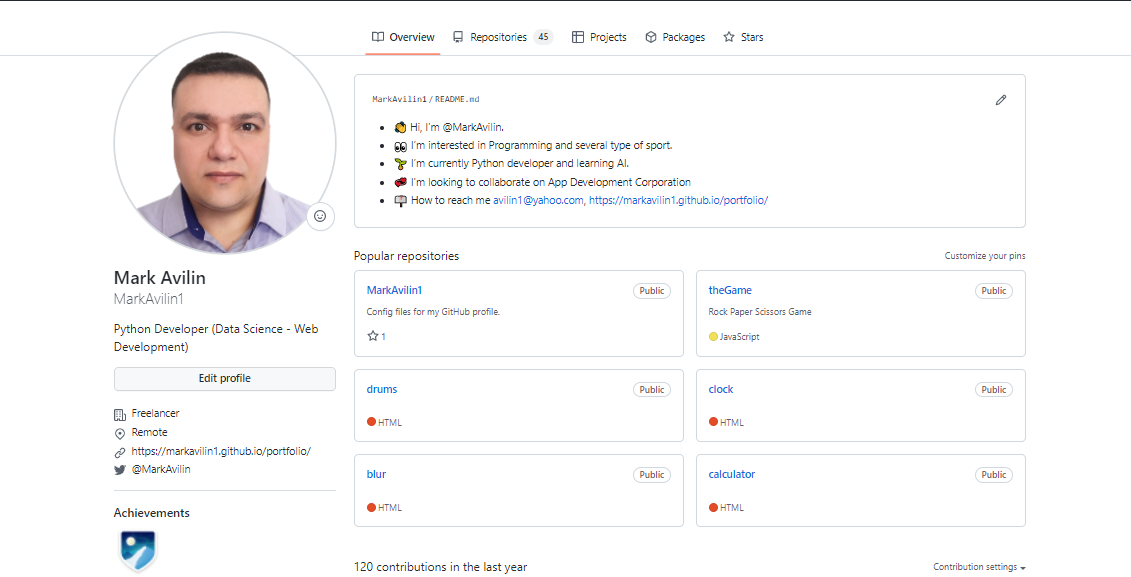 Overview
Repositories 45
Projects
Packages
Stars
MarkAvilin1 / README.md
Hi, I'm @MarkAvilin.
I'm interested in Programming and several type of sport.
I'm currently Python developer and learning AI.
I'm looking to collaborate on App Development Corporation
How to reach me avilin1@yahoo.com, https://markavilin1.github.io/portfolio/
Mark Avilin
MarkAvilin1
Python Developer (Data Science - Web
Development)
Edit profile
Freelancer
Remote
https://markavilin1.github.io/portfolio/
@MarkAvilin
Achievements
Popular repositories
Customize your pins
MarkAvilin1 Public
Config files for my GitHub profile.
1
theGame Public
Rock Paper Scissors Game
JavaScript
drums Public
HTML
clock Public
HTML
blur Public
HTML
calculator Public
HTML
120 contributions in the last year
Contribution settings